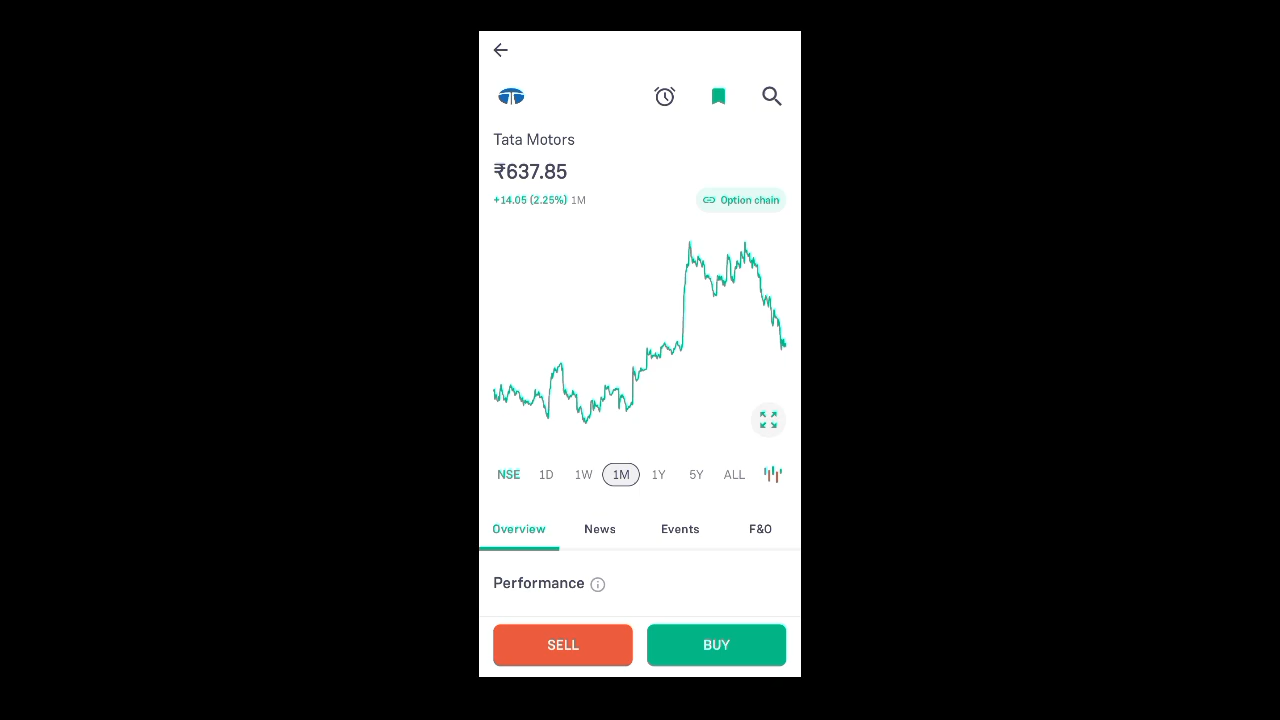 Tata Motors
₹637.85
+14.05 (2.25%) 1M
Option chain
NSE 1D 1W 1M 1Y 5Y ALL
Overview News Events F&O
Performance
SELL BUY